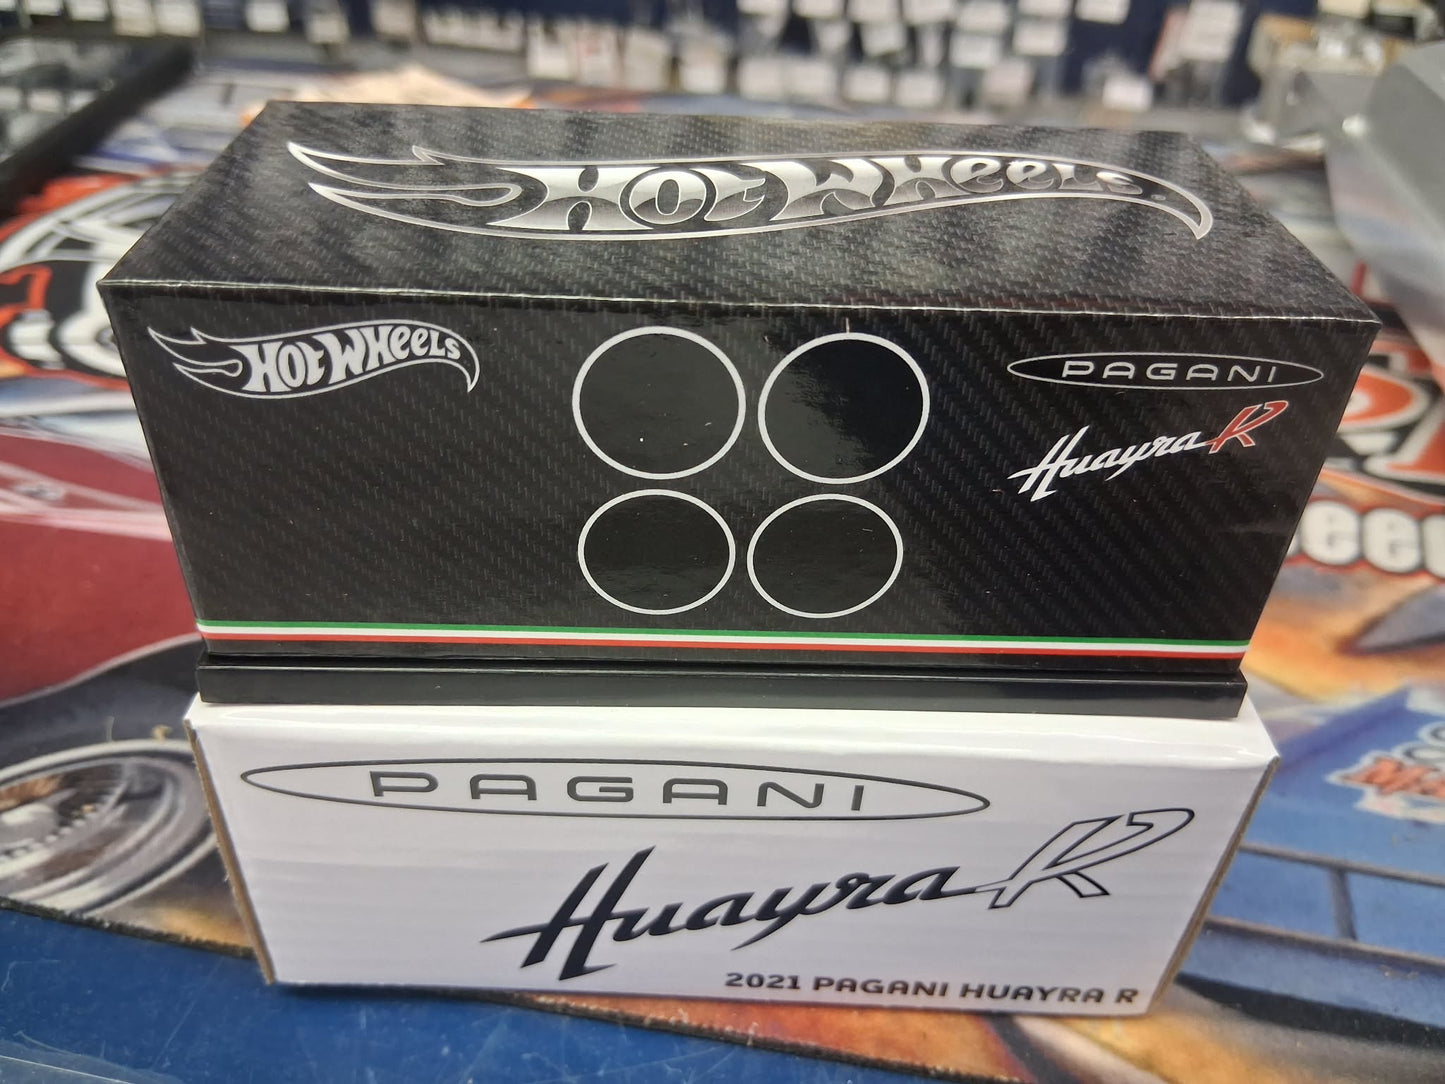 Hot Wheels
Hot Wheels
PAGANI
Huayra R
PAGANI
Huayra R
2021 PAGANI HUAYRA R